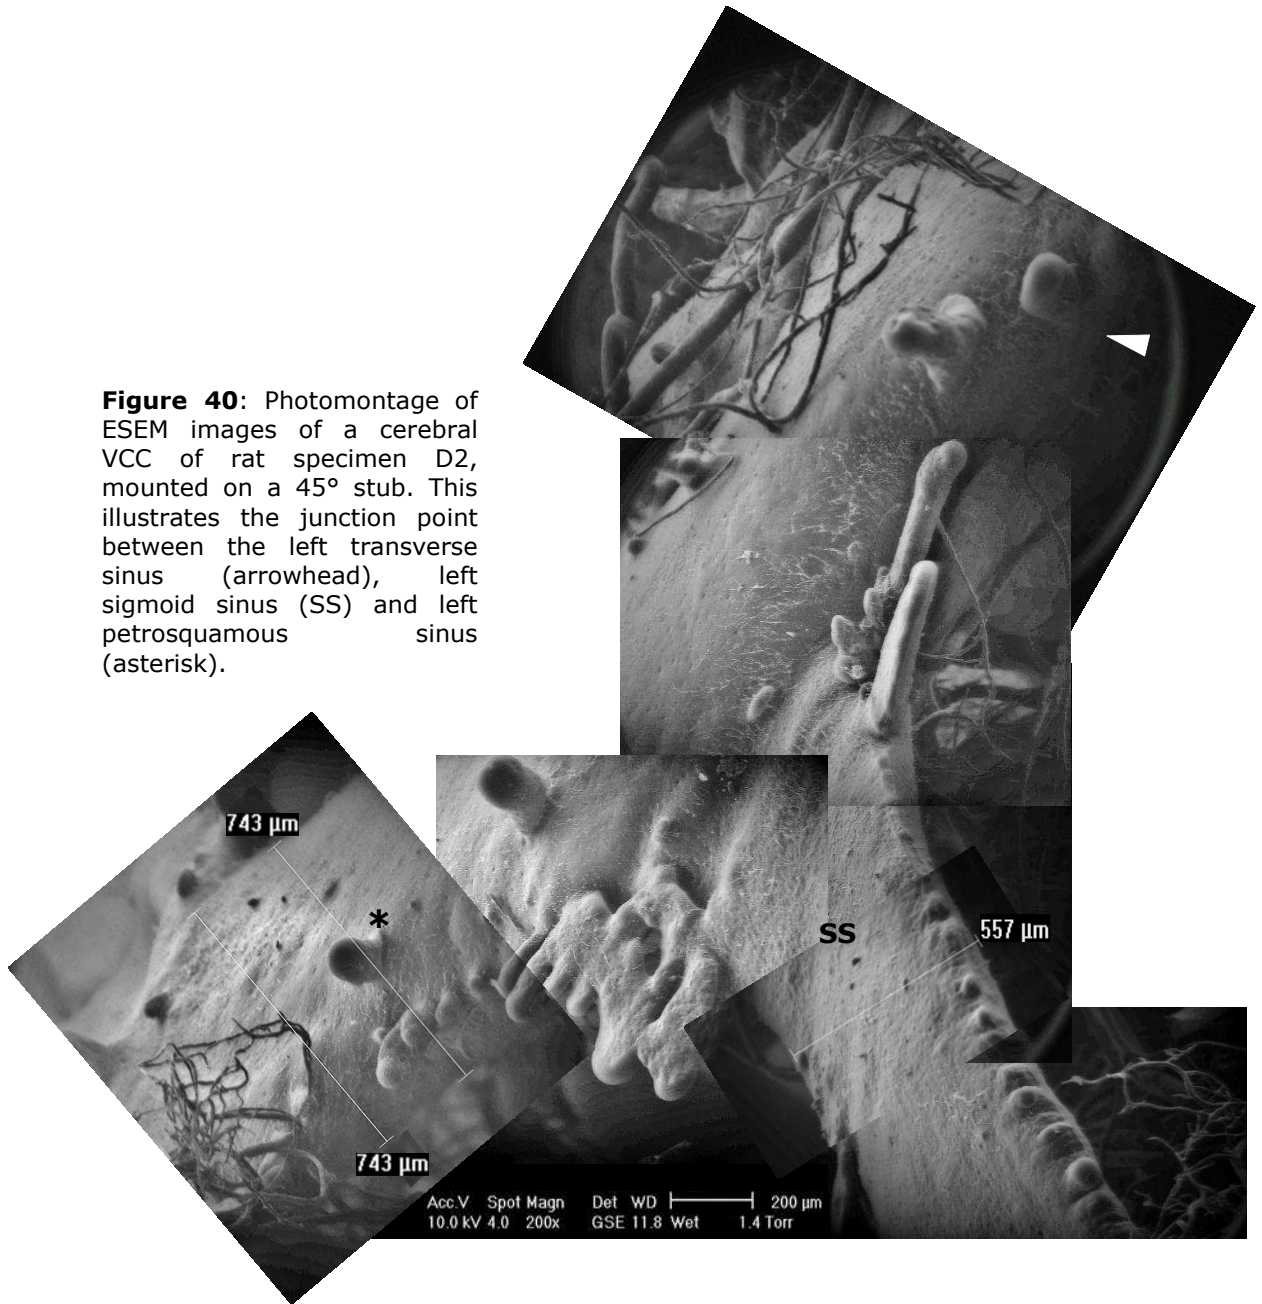 Figure 40: Photomontage of
ESEM images of a cerebral
VCC of rat specimen D2,
mounted on a 45° stub. This
illustrates the junction point
between the left transverse
sinus (arrowhead), left
sigmoid sinus (SS) and left
petrosquamous sinus
(asterisk).
743 µm
*
SS
557 µm
743 µm
Acc.V Spot Magn Det WD 200 µm
10.0 kV 4.0 200x GSE 11.8 Wet 1.4 Torr